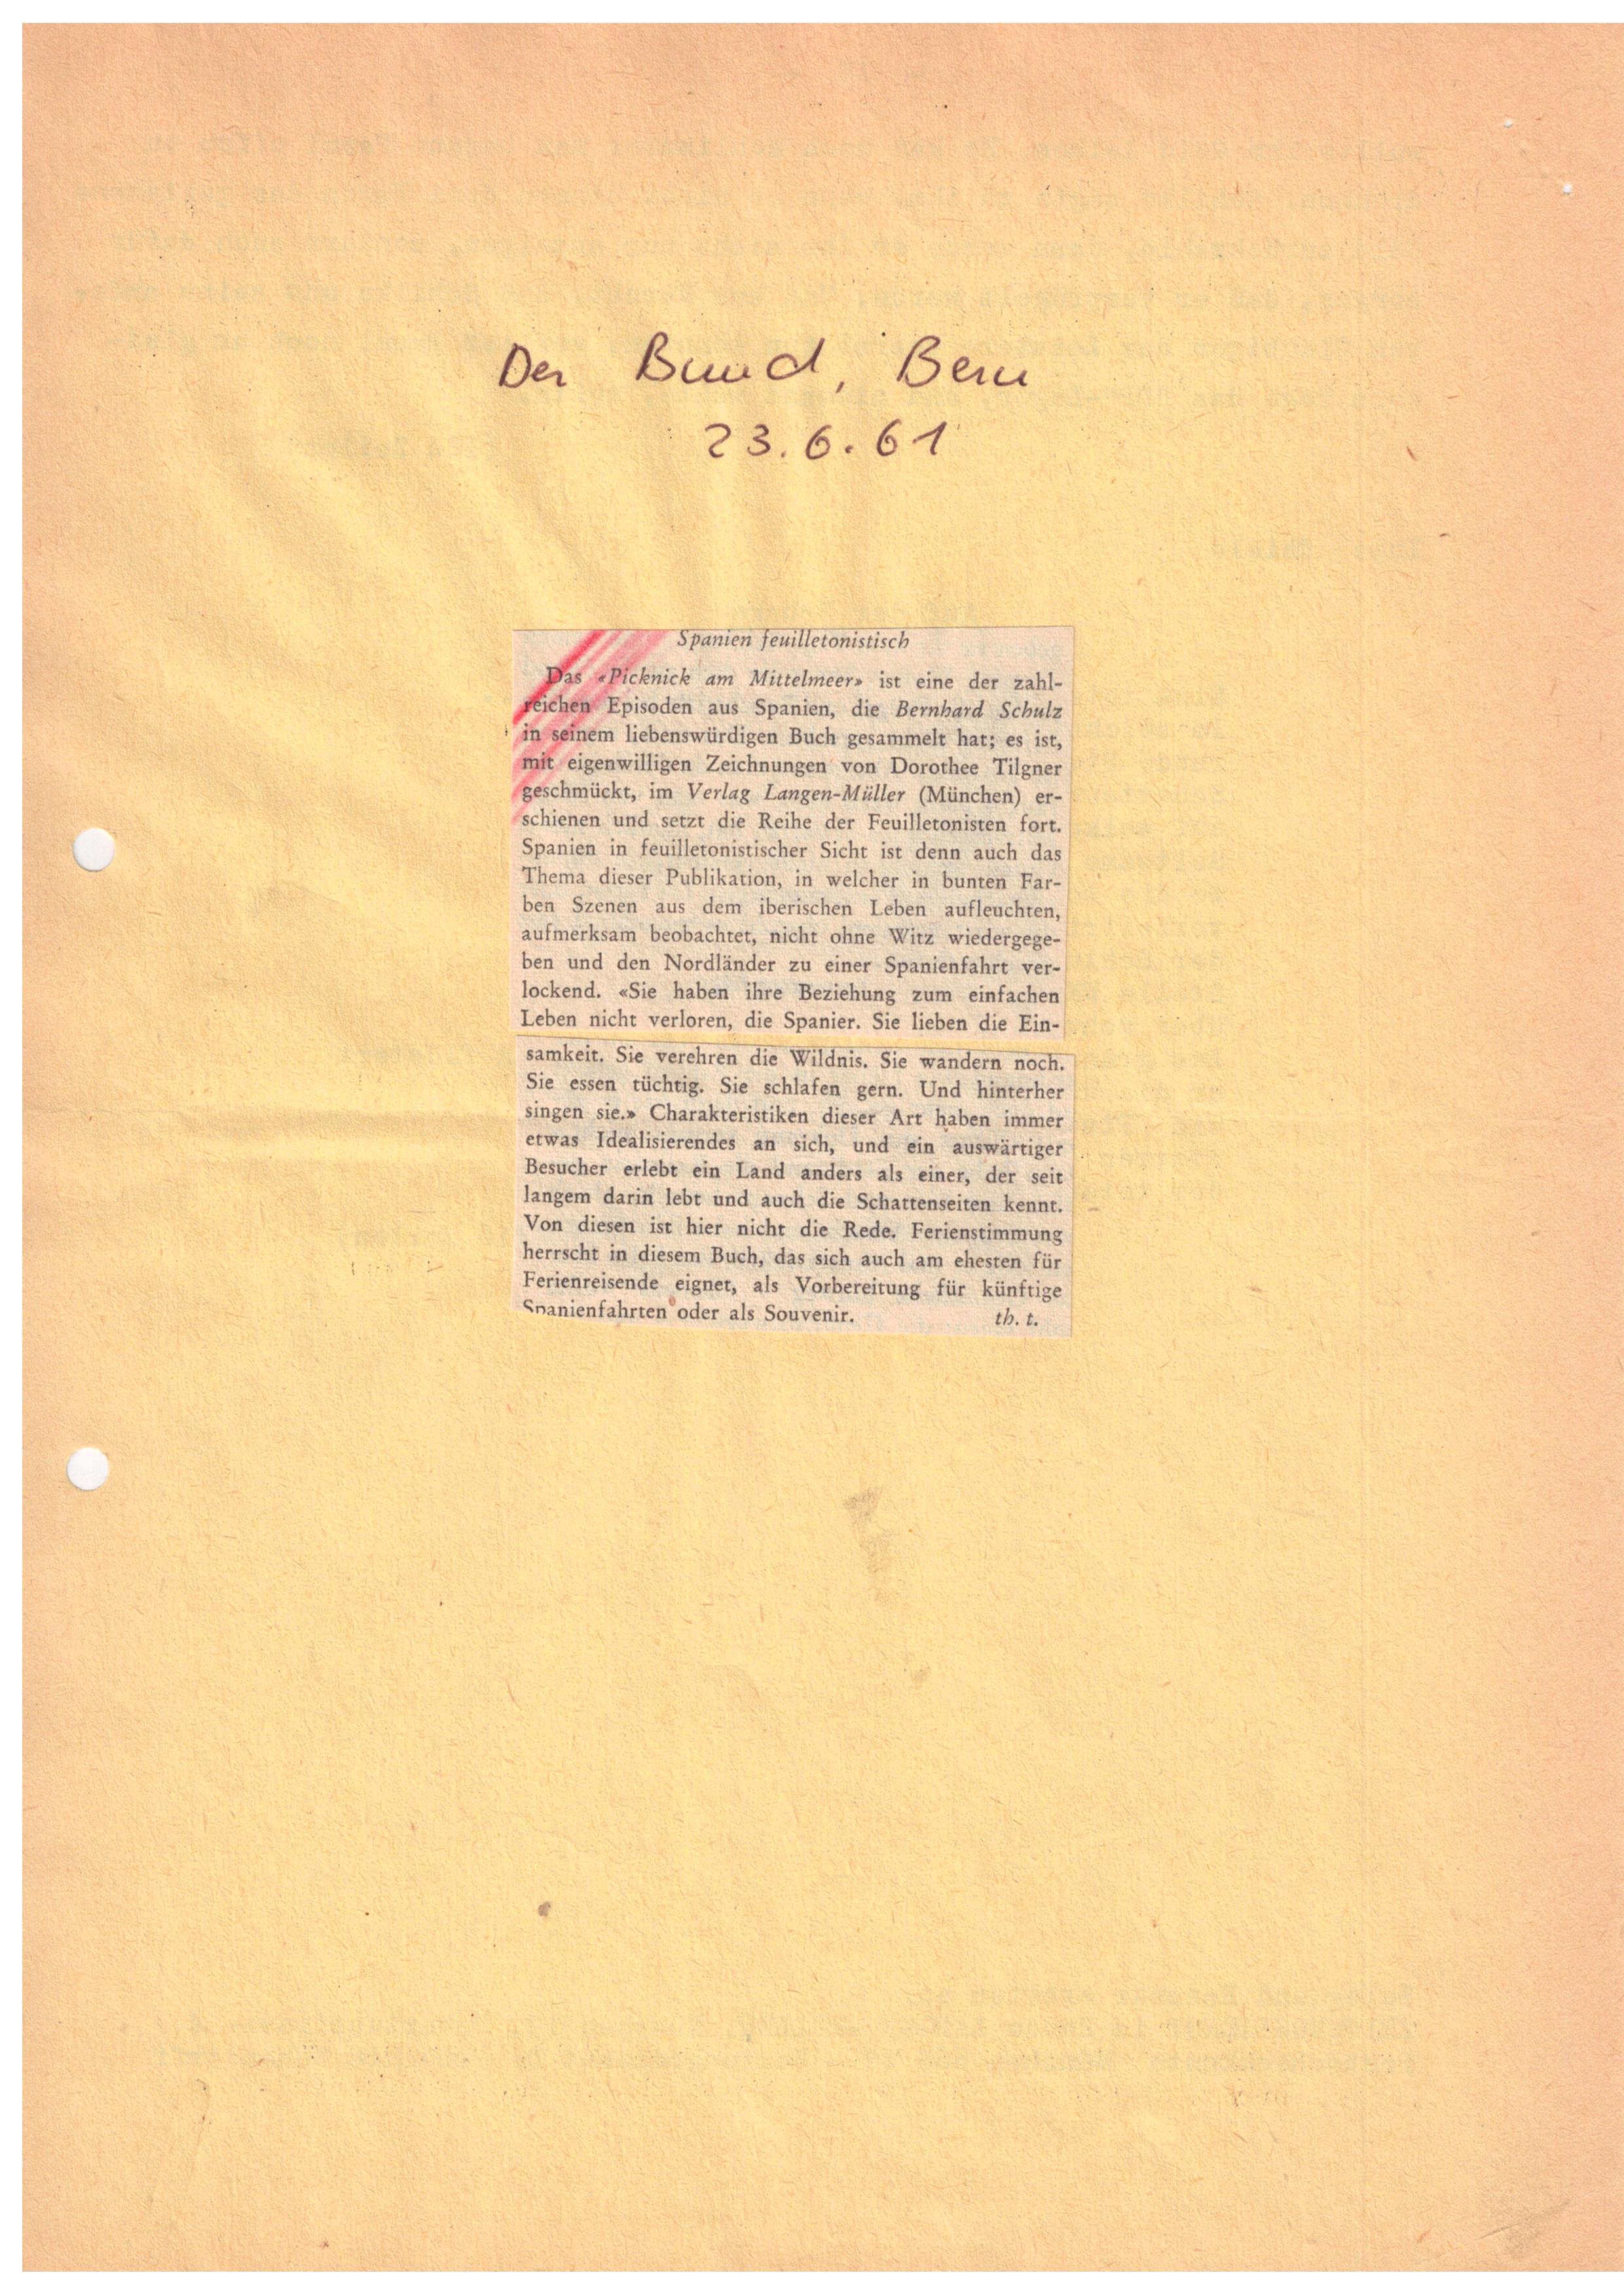 Der Bund, Bern
23.6.61
Spanien feuilletonistisch
Das «Picknick am Mittelmeer» ist eine der zahl-
reichen Episoden aus Spanien, die Bernhard Schulz
in seinem liebenswürdigen Buch gesammelt hat; es ist,
mit eigenwilligen Zeichnungen von Dorothee Tilgner
geschmückt, im Verlag Langen-Müller (München) er-
schienen und setzt die Reihe der Feuilletonisten fort.
Spanien in feuilletonistischer Sicht ist denn auch das
Thema dieser Publikation, in welcher in bunten Far-
ben Szenen aus dem iberischen Leben aufleuchten,
aufmerksam beobachtet, nicht ohne Witz wiedergege-
ben und den Nordländer zu einer Spanienfahrt ver-
lockend. «Sie haben ihre Beziehung zum einfachen
Leben nicht verloren, die Spanier. Sie lieben die Ein-
samkeit. Sie verehren die Wildnis. Sie wandern noch.
Sie essen tüchtig. Sie schlafen gern. Und hinterher
singen sie.» Charakteristiken dieser Art haben immer
etwas Idealisierendes an sich, und ein auswärtiger
Besucher erlebt ein Land anders als einer, der seit
langem darin lebt und auch die Schattenseiten kennt.
Von diesen ist hier nicht die Rede. Ferienstimmung
herrscht in diesem Buch, das sich auch am ehesten für
Ferienreisende eignet, als Vorbereitung für künftige
Spanienfahrten oder als Souvenir. th. t.